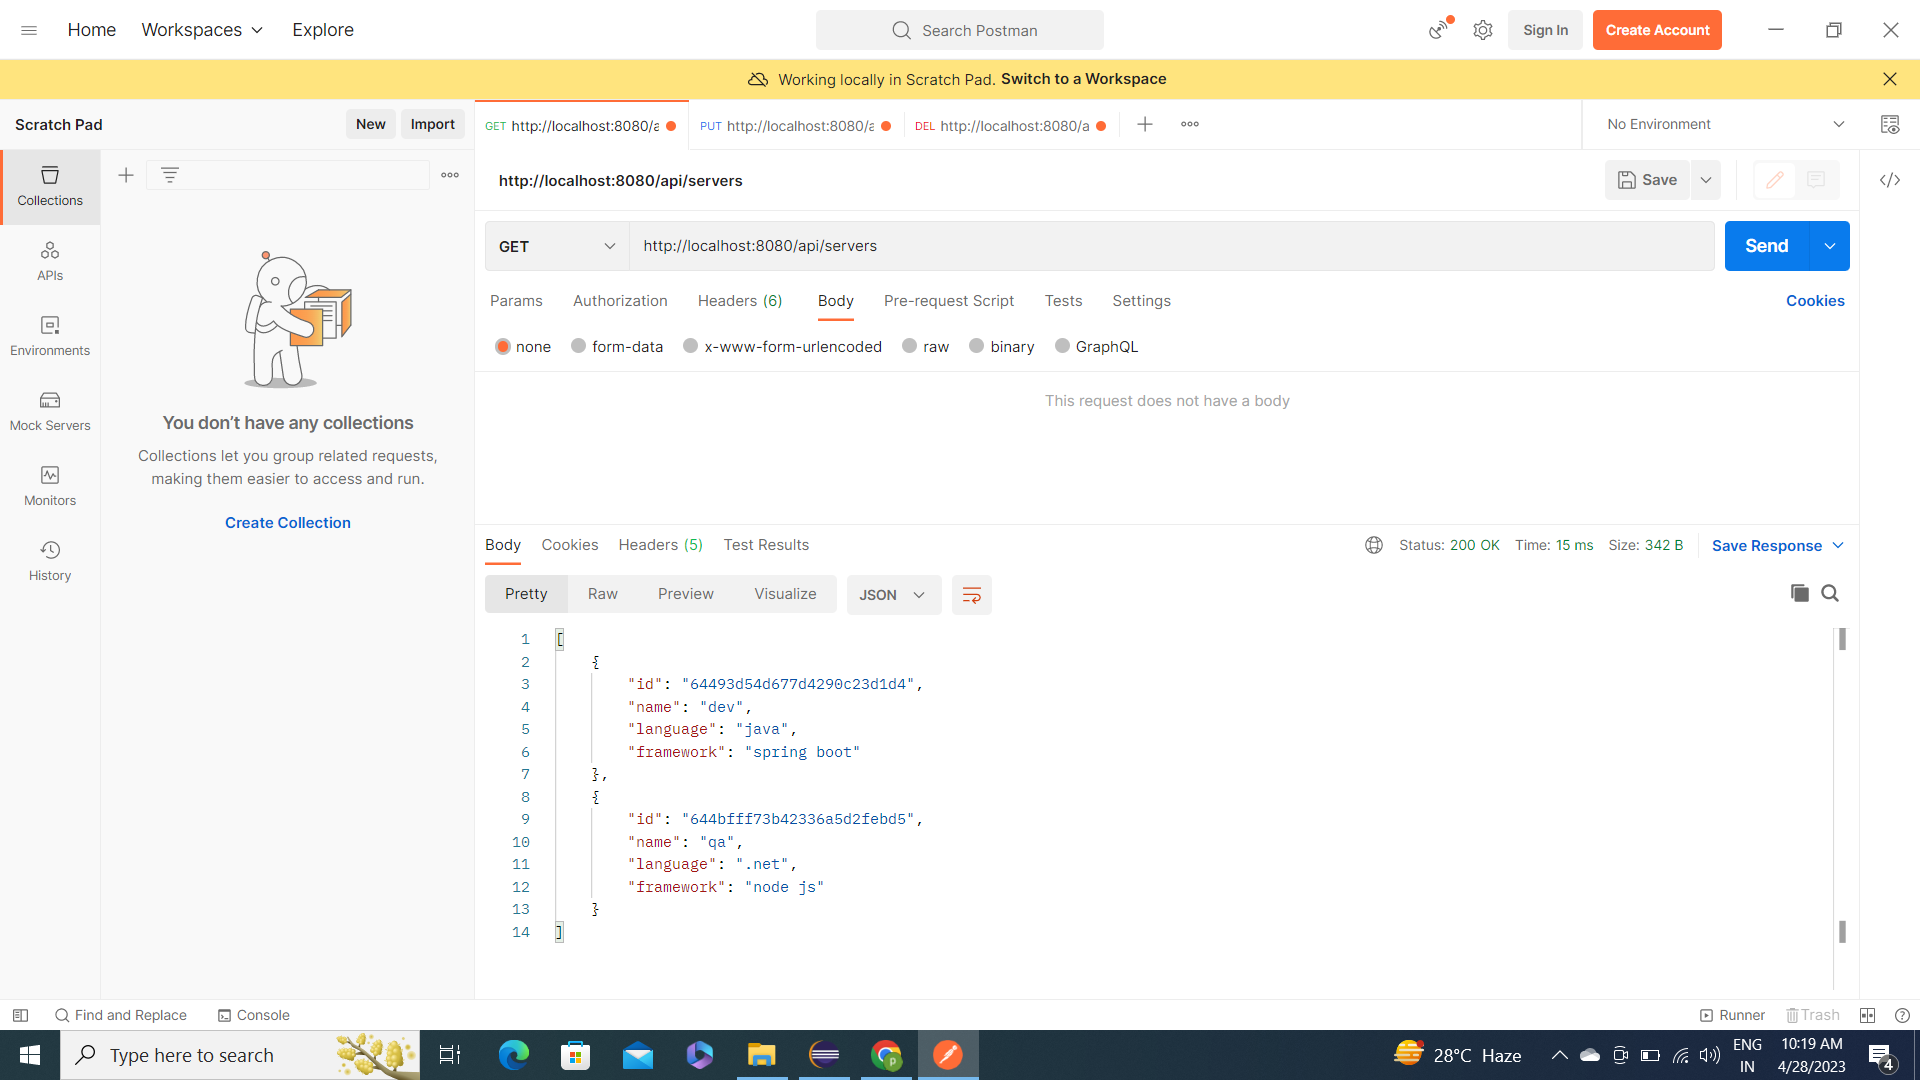 Home Workspaces Explore Search Postman Sign In Create Account
Working locally in Scratch Pad. Switch to a Workspace
Scratch Pad New Import GET http://localhost:8080/a PUT http://localhost:8080/a DEL http://localhost:8080/a No Environment
Collections
APIs
Environments
Mock Servers
Monitors
History
You don’t have any collections
Collections let you group related requests,
making them easier to access and run.
Create Collection
http://localhost:8080/api/servers Save
GET http://localhost:8080/api/servers Send
Params Authorization Headers (6) Body Pre-request Script Tests Settings Cookies
none form-data x-www-form-urlencoded raw binary GraphQL
This request does not have a body
Body Cookies Headers (5) Test Results Status: 200 OK Time: 15 ms Size: 342 B Save Response
Pretty Raw Preview Visualize JSON
1 [
2 {
3 "id": "64493d54d677d4290c23d1d4",
4 "name": "dev",
5 "language": "java",
6 "framework": "spring boot"
7 },
8 {
9 "id": "644bfff73b42336a5d2febd5",
10 "name": "qa",
11 "language": ".net",
12 "framework": "node js"
13 }
14 ]
Find and Replace Console Runner Trash
Type here to search p 28°C Haze ENG 10:19 AM
IN 4/28/2023 4